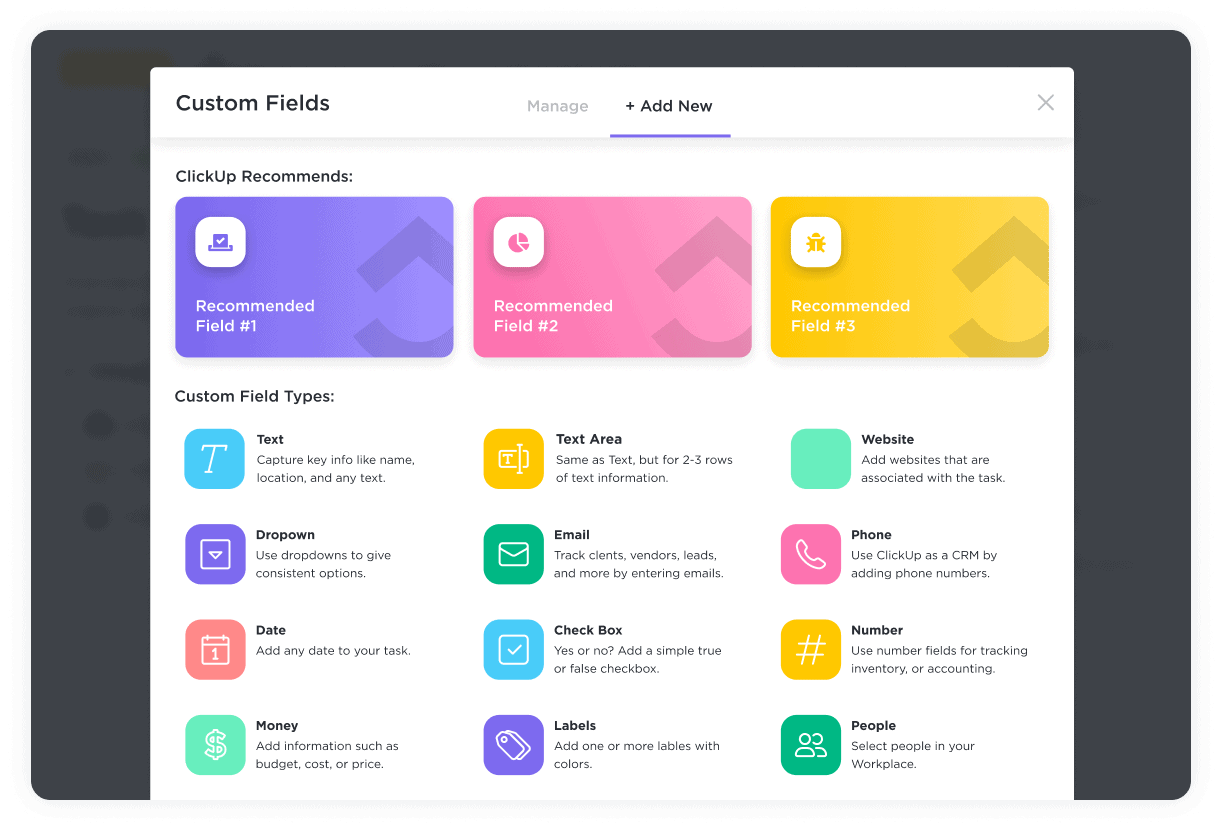 Custom Fields
Manage
+ Add New
ClickUp Recommends:
Recommended
Field #1
Recommended
Field #2
Recommended
Field #3
Custom Field Types:
Text
Capture key info like name,
location, and any text.
Text Area
Same as Text, but for 2-3 rows
of text information.
Website
Add websites that are
associated with the task.
Dropown
Use dropdowns to give
consistent options.
Email
Track clents, vendors, leads,
and more by entering emails.
Phone
Use ClickUp as a CRM by
adding phone numbers.
Date
Add any date to your task.
Check Box
Yes or no? Add a simple true
or false checkbox.
Number
Use number fields for tracking
inventory, or accounting.
Money
Add information such as
budget, cost, or price.
Labels
Add one or more lables with
colors.
People
Select people in your
Workplace.